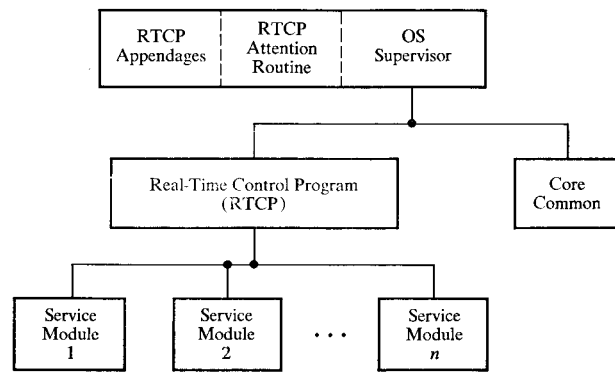 RTCP
Appendages
RTCP
Attention
Routine
OS
Supervisor
Real-Time Control Program
(RTCP)
Core
Common
Service
Module
1
Service
Module
2
. . .
Service
Module
n